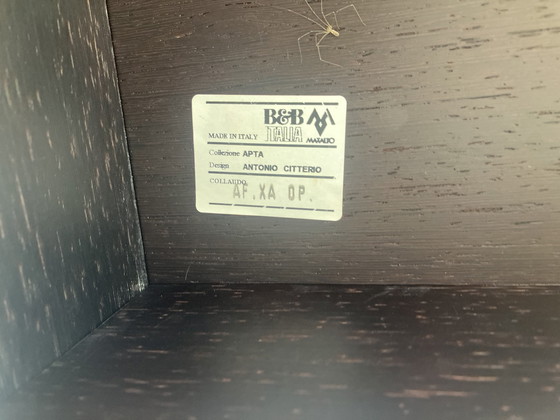 B&B
ITALIA
MADE IN ITALY
MAXALTO
Collezione APTA
Design ANTONIO CITTERIO
COLLAUDO
AF.XA OP.